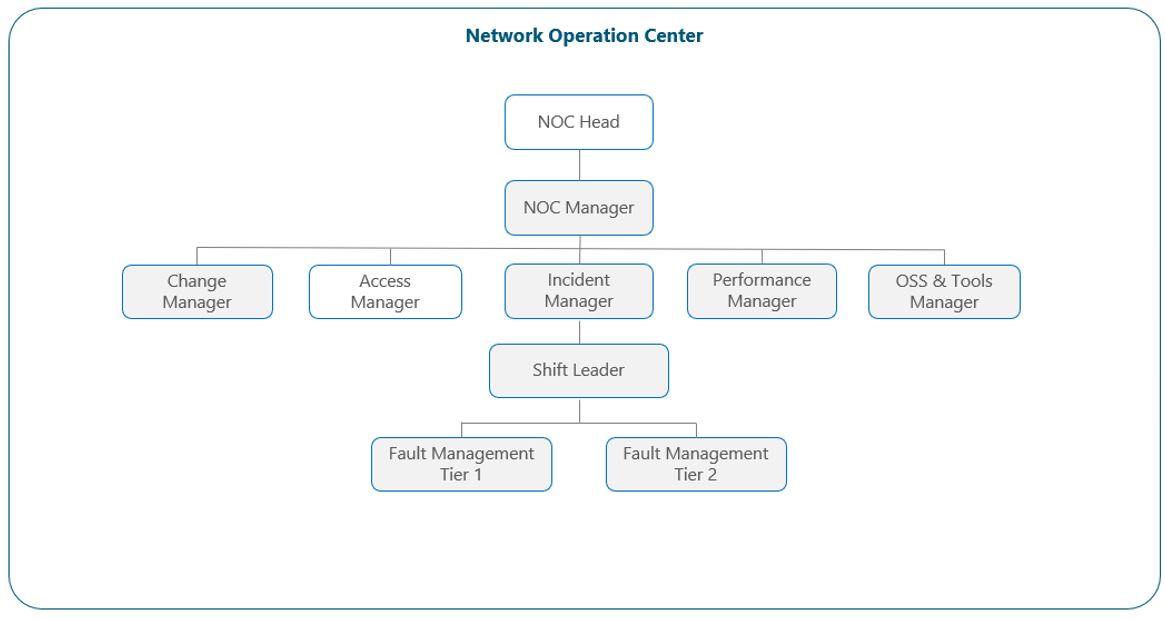 Network Operation Center
NOC Head
NOC Manager
Change
Manager
Access
Manager
Incident
Manager
Performance
Manager
OSS & Tools
Manager
Shift Leader
Fault Management
Tier 1
Fault Management
Tier 2